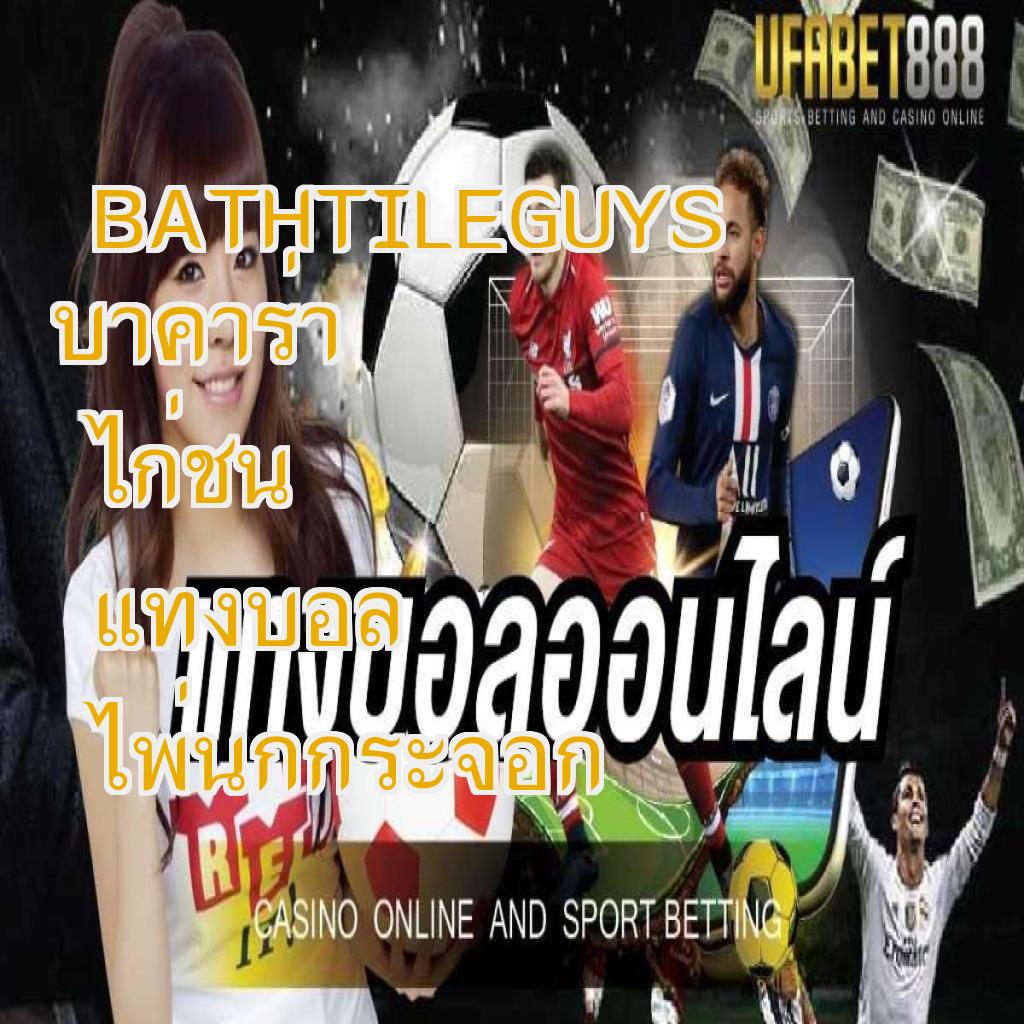 UFABET888
SPORTS BETTING AND CASINO ONLINE
BATHTILEGUYS
บาคาร่า
ไก่ชน
แทงบอล
แทงบอลออนไลน์
ไพ่นกกระจอก
CASINO ONLINE AND SPORT BETTING